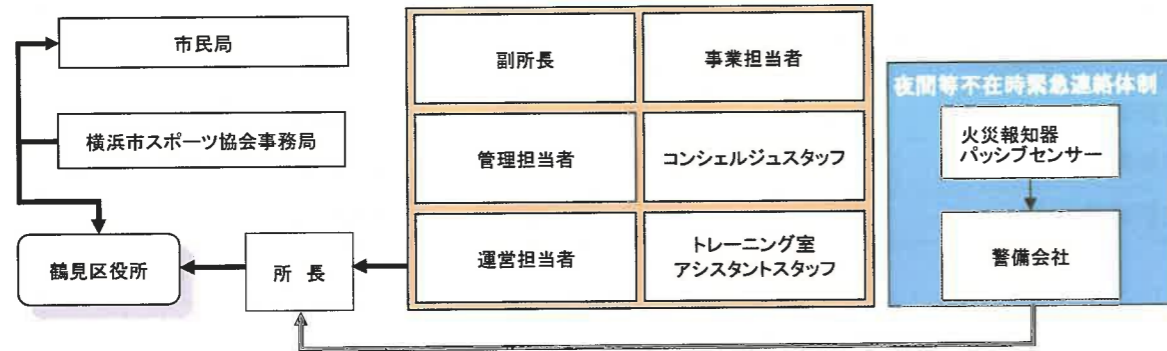 市民局
横浜市スポーツ協会事務局
鶴見区役所
所 長
副所長
事業担当者
管理担当者
コンシェルジュスタッフ
運営担当者
トレーニング室
アシスタントスタッフ
夜間等不在時緊急連絡体制
火災報知器
パッシブセンサー
警備会社